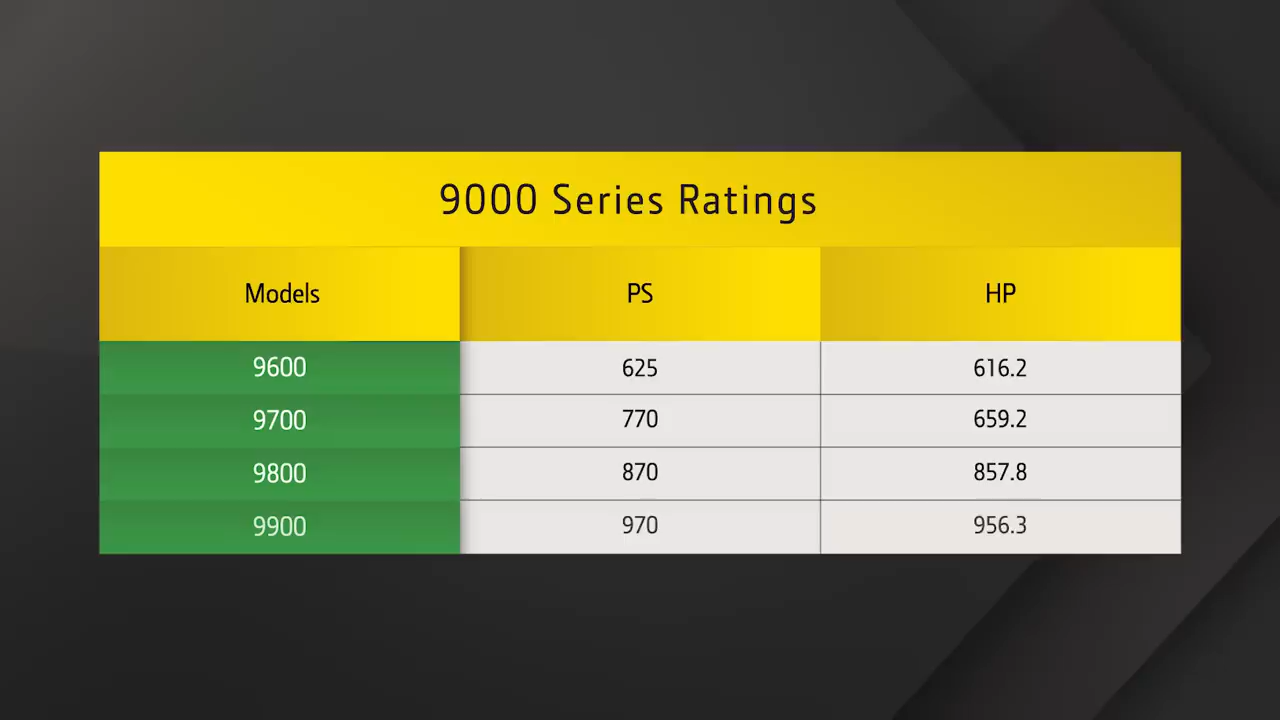 9000 Series Ratings
Models PS HP
9600 625 616.2
9700 770 659.2
9800 870 857.8
9900 970 956.3